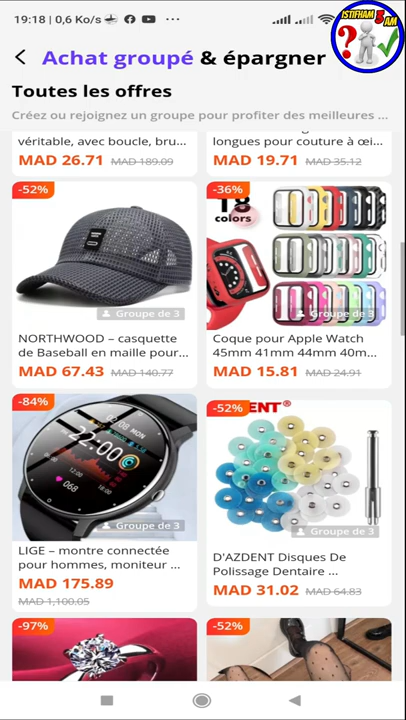 19:18 | 0,6 Ko/s
ISTIFHAM 5 AM
Achat groupé & épargner
Toutes les offres
Créez ou rejoignez un groupe pour profiter des meilleures ...
véritable, avec boucle, bru...
MAD 26.71 MAD 189.09
longues pour couture à œi...
MAD 19.71 MAD 35.12
-52%
Groupe de 3
NORTHWOOD – casquette
de Baseball en maille pour...
MAD 67.43 MAD 140.77
-36%
18
colors
Groupe de 3
Coque pour Apple Watch
45mm 41mm 44mm 40m...
MAD 15.81 MAD 24.91
-84%
08 MON
22:00
068
Groupe de 3
LIGE – montre connectée
pour hommes, moniteur ...
MAD 175.89
MAD 1,100.05
-52%
DENT®
Groupe de 3
D'AZDENT Disques De
Polissage Dentaire ...
MAD 31.02 MAD 64.83
-97%
-52%